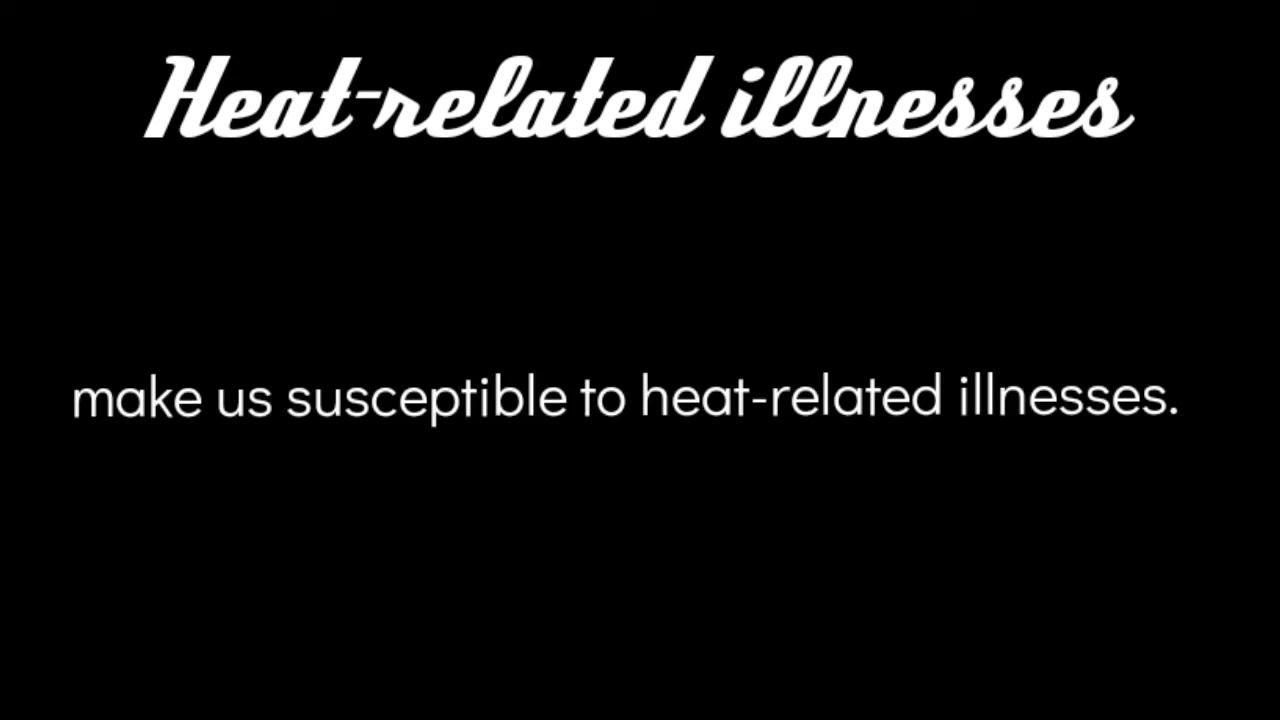 Heat-related illnesses
make us susceptible to heat-related illnesses.